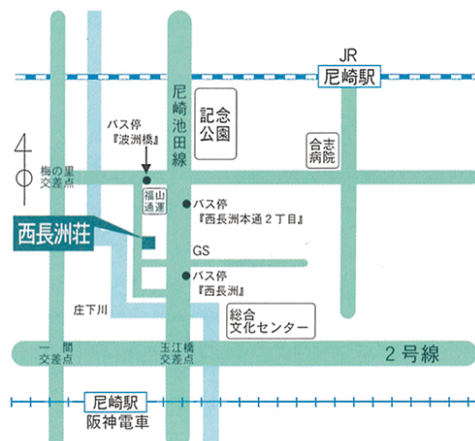 JR
尼崎駅
尼崎池田線
記念
公園
バス停
『波洲橋』
合志
病院
梅の里
交差点
福山
通運
バス停
『西長洲本通2丁目』
西長洲荘
GS
バス停
『西長洲』
庄下川
総合
文化センター
一間
交差点
玉江橋
交差点
2号線
尼崎駅
阪神電車